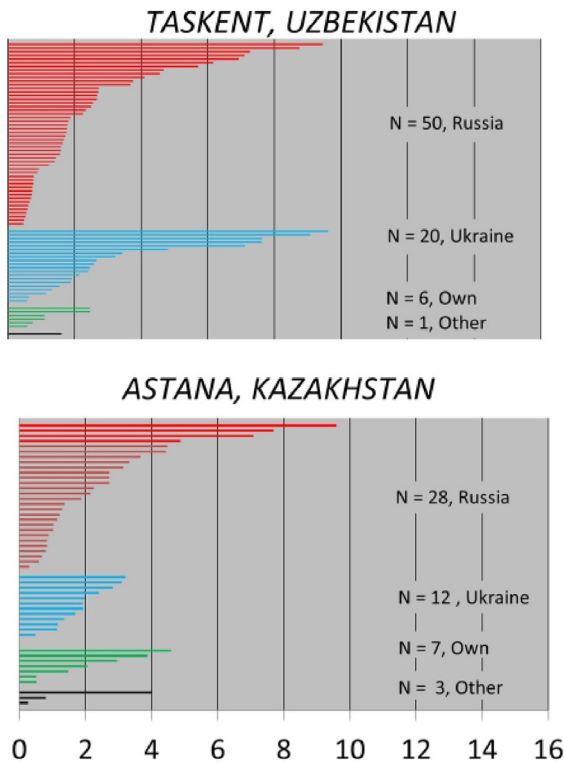 TASKENT, UZBEKISTAN
N = 50, Russia
N = 20, Ukraine
N = 6, Own
N = 1, Other
ASTANA, KAZAKHSTAN
N = 28, Russia
N = 12 , Ukraine
N = 7, Own
N = 3, Other
0 2 4 6 8 10 12 14 16